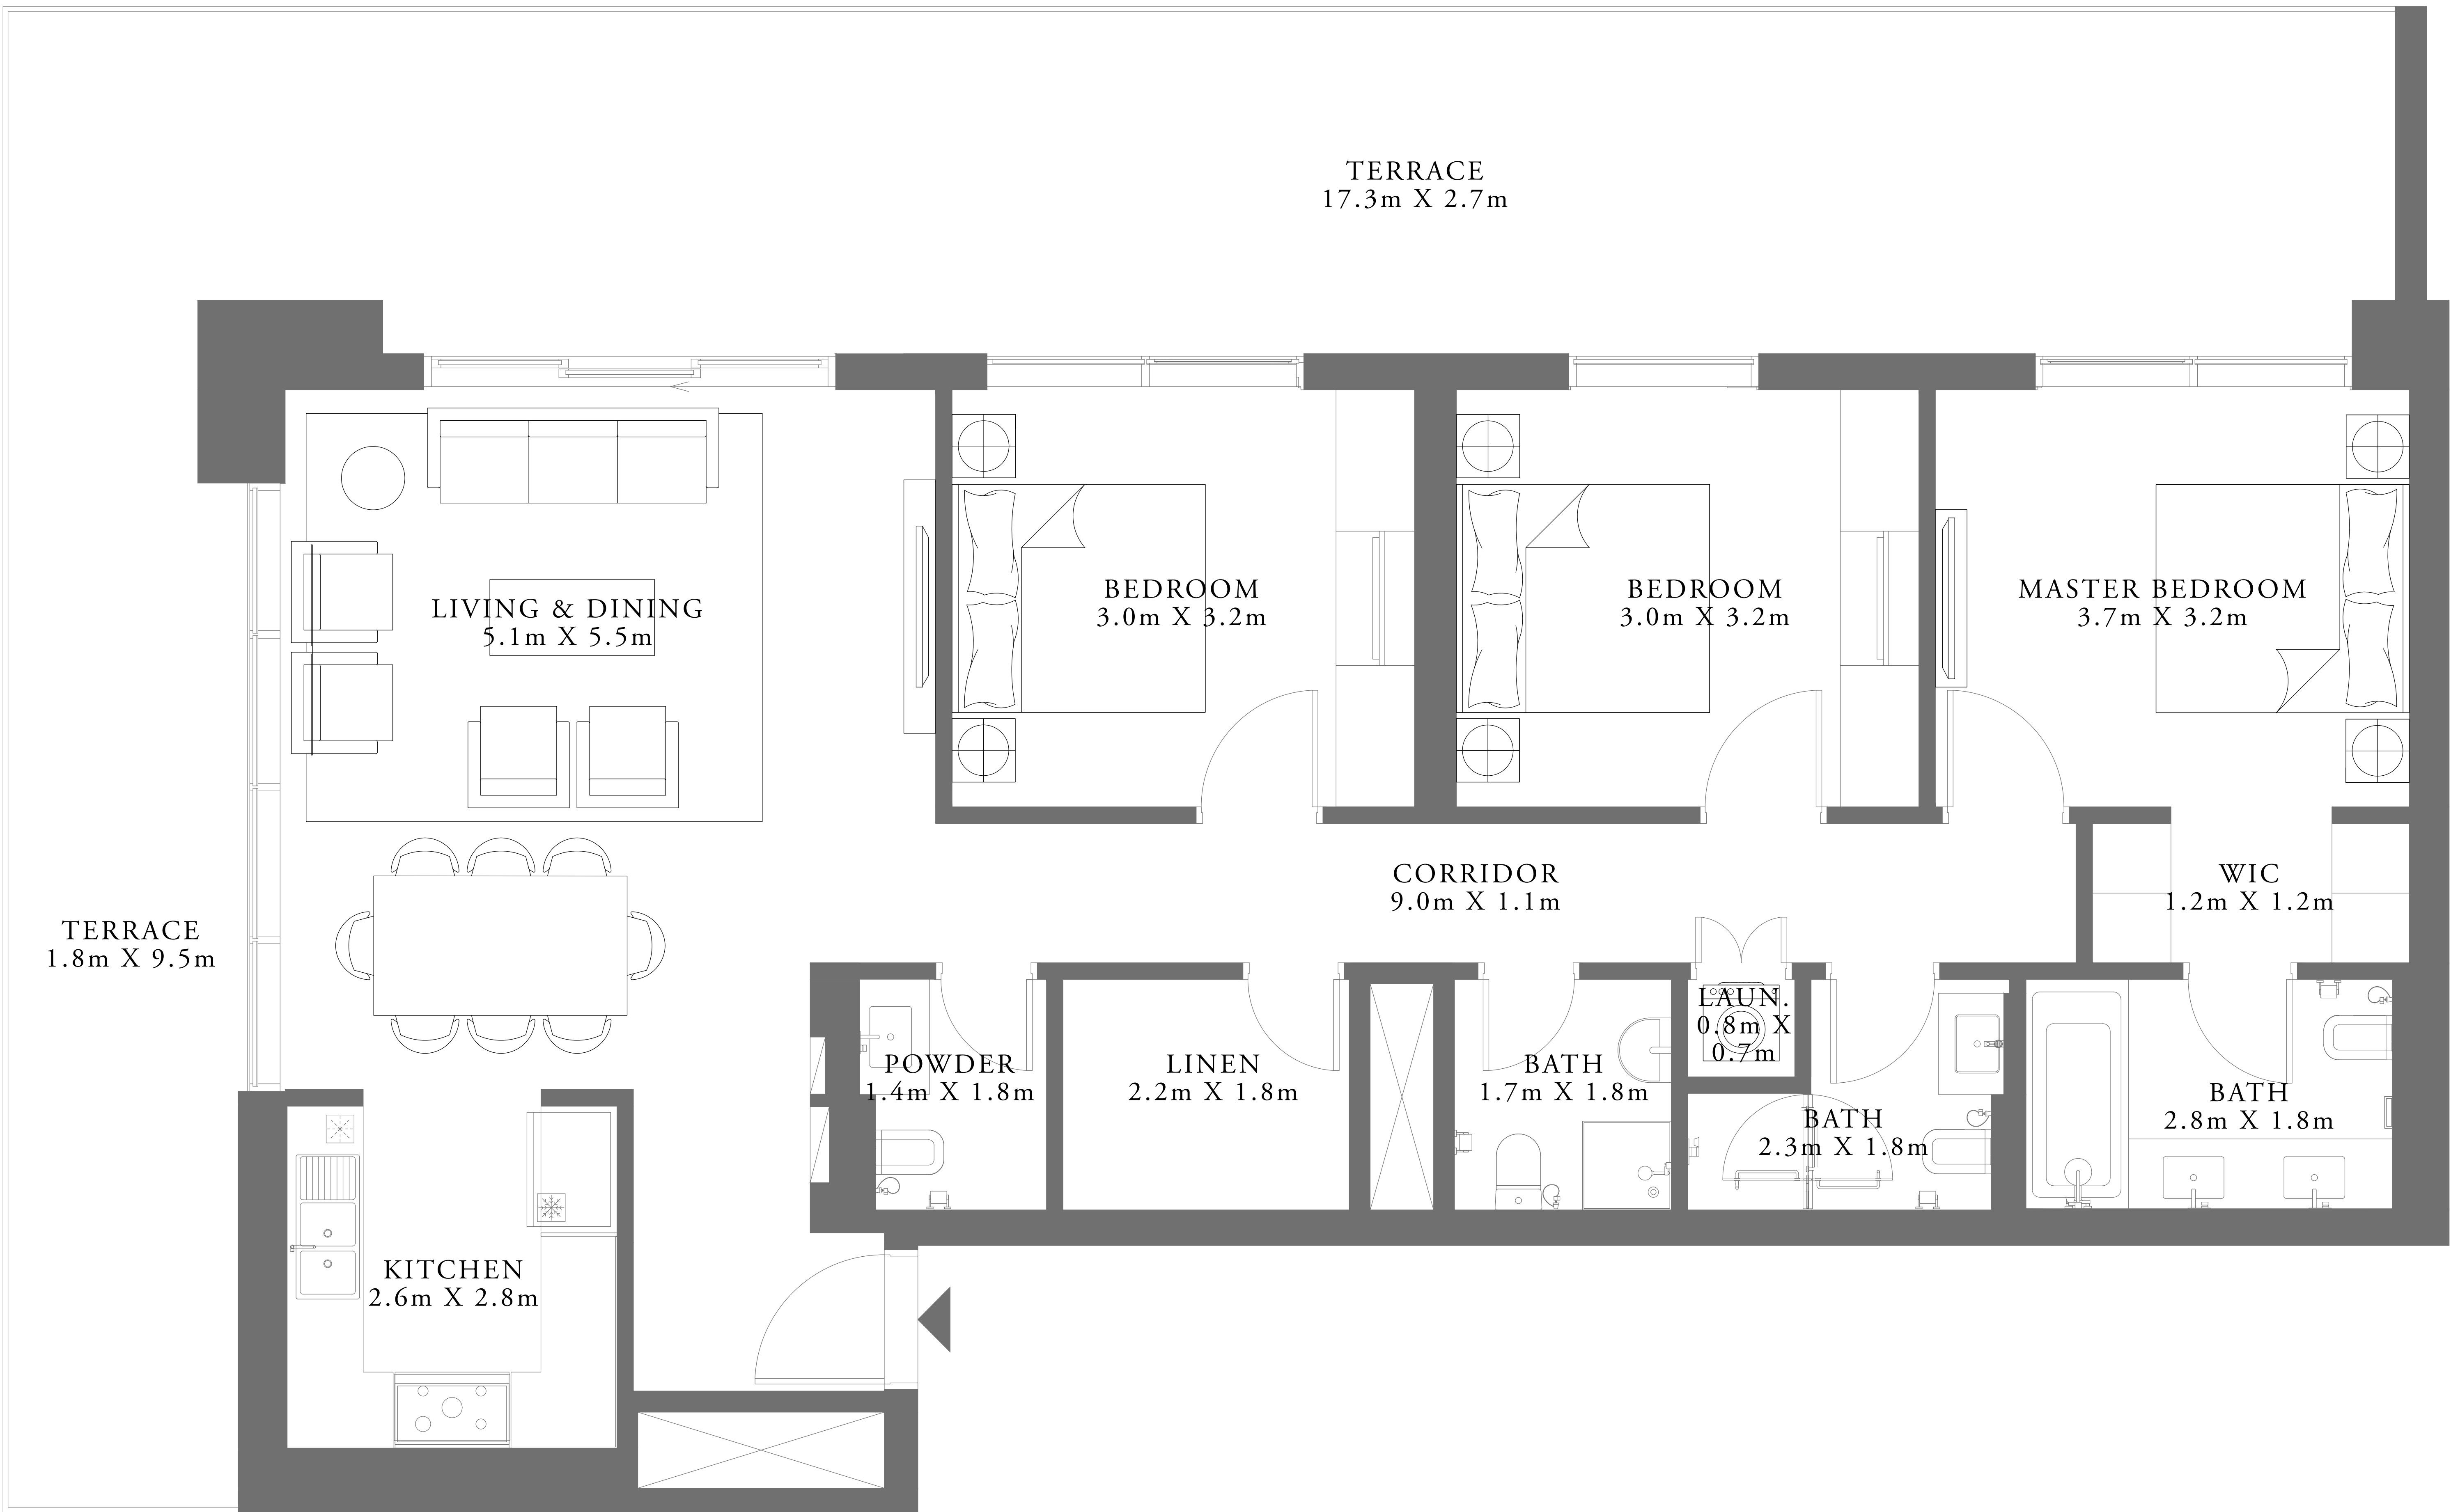 TERRACE
17.3m X 2.7m
LIVING & DINING
5.1m X 5.5m
BEDROOM
3.0m X 3.2m
BEDROOM
3.0m X 3.2m
MASTER BEDROOM
3.7m X 3.2m
CORRIDOR
9.0m X 1.1m
WIC
1.2m X 1.2m
TERRACE
1.8m X 9.5m
POWDER
1.4m X 1.8m
LINEN
2.2m X 1.8m
BATH
1.7m X 1.8m
LAUN.
0.8m X
0.7m
BATH
2.3m X 1.8m
BATH
2.8m X 1.8m
KITCHEN
2.6m X 2.8m